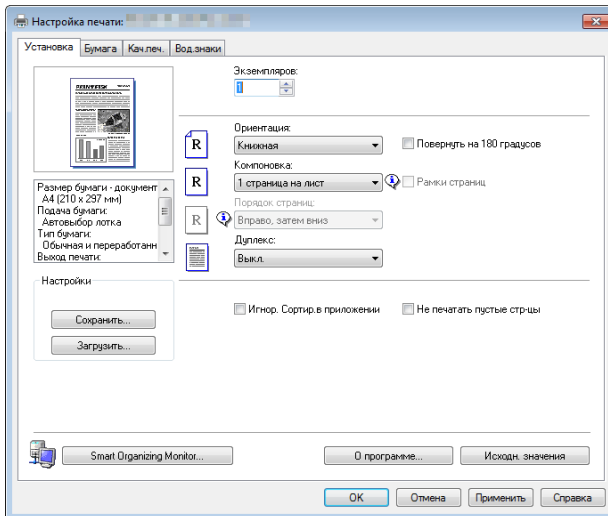 Настройка печати:
Установка
Бумага
Кач.печ.
Вод.знаки
Экземпляров:
1
Ориентация:
R
Книжная
Повернуть на 180 градусов
Компоновка:
R
1 страница на лист
Рамки страниц
Порядок страниц:
R
Вправо, затем вниз
Дуплекс:
Выкл.
Размер бумаги - документ
A4 (210 x 297 мм)
Подача бумаги:
Автовыбор лотка
Тип бумаги:
Обычная и переработанн
Выход печати:
Настройки
Сохранить...
Загрузить...
Игнор. Сортир.в приложении
Не печатать пустые стр-цы
Smart Organizing Monitor...
О программе...
Исходн. значения
OK
Отмена
Применить
Справка